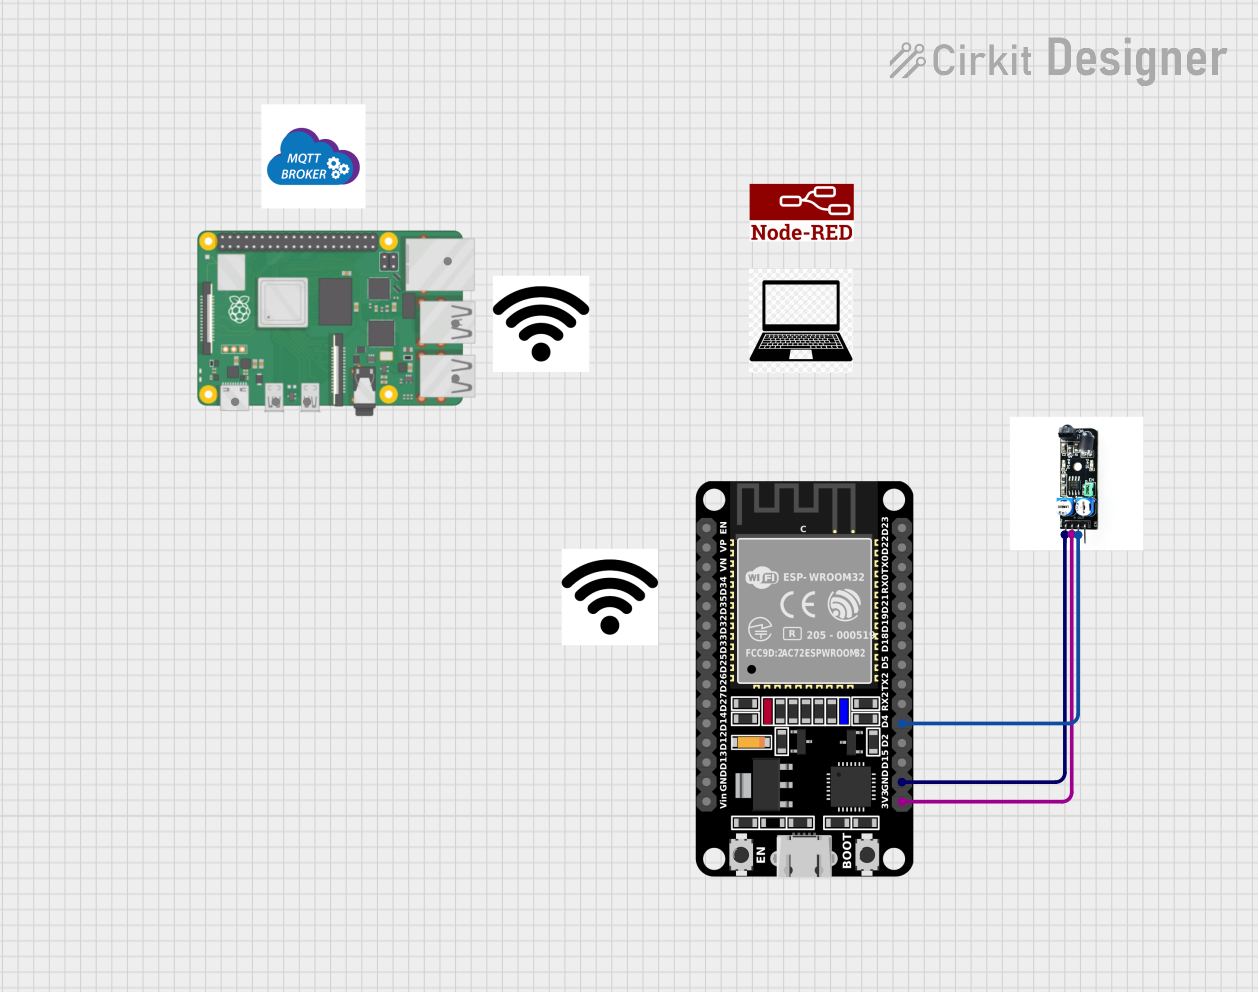 Cirkit Designer
MQTT
BROKER
Node-RED
EN
VP
VN
D34
D35
D32
D33
D25
D26
D27
D14
D12
D13
GND
Vin
D23
D22
TX0
RX0
D21
D19
D18
D5
TX2
RX2
D4
D2
D15
GND
3V3
C
WiFi ESP-WROOM32
CE
R 205 - 000519
FCC9D:2AC72ESPWROOM32
EN
BOOT